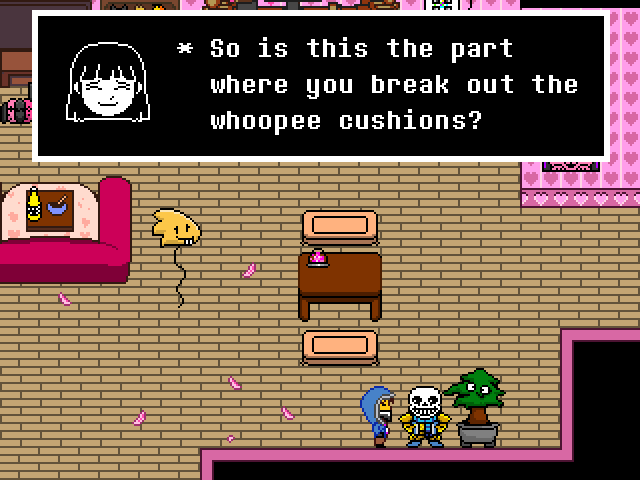 * So is this the part
where you break out the
whoopee cushions?